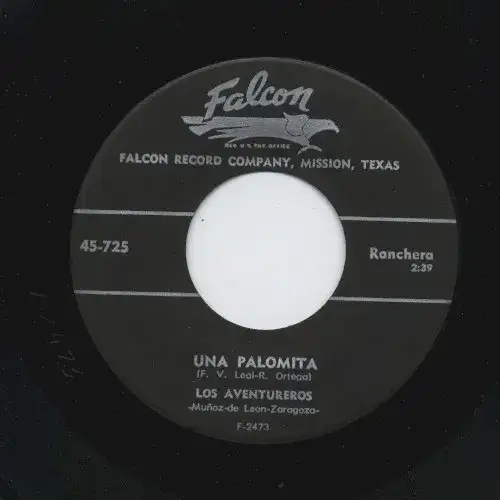 Falcon
REG U.S. PAT. OFFICE
FALCON RECORD COMPANY, MISSION, TEXAS
45-725
Ranchera
2:39
UNA PALOMITA
(F. V. Leal-R. Ortega)
LOS AVENTUREROS
-Muñoz-de Leon-Zaragoza-
F-2473